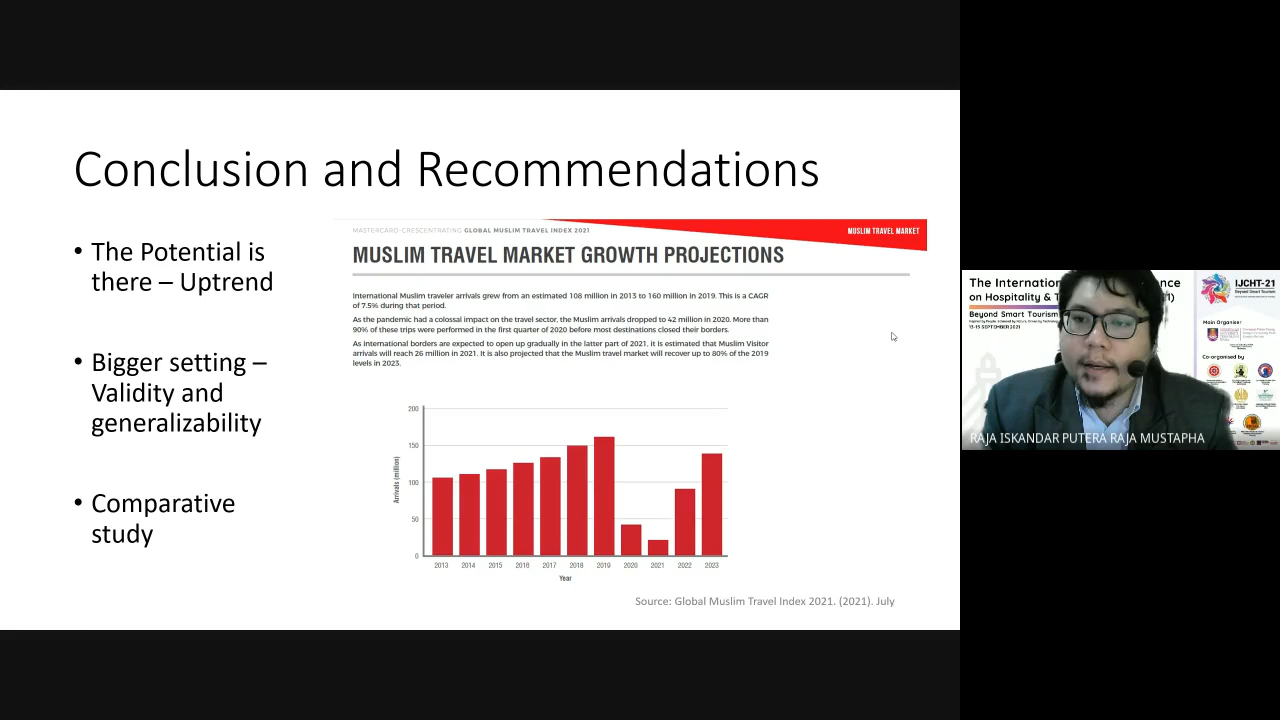 Conclusion and Recommendations
• The Potential is
there – Uptrend
• Bigger setting –
Validity and
generalizability
• Comparative
study
MASTERCARD-CRESCENTRATING GLOBAL MUSLIM TRAVEL INDEX 2021
MUSLIM TRAVEL MARKET
MUSLIM TRAVEL MARKET GROWTH PROJECTIONS
International Muslim traveler arrivals grew from an estimated 108 million in 2013 to 160 million in 2019. This is a CAGR
of 7.5% during that period.
As the pandemic had a colossal impact on the travel sector, the Muslim arrivals dropped to 42 million in 2020. More than
90% of these trips were performed in the first quarter of 2020 before most destinations closed their borders.
As international borders are expected to open up gradually in the latter part of 2021, it is estimated that Muslim Visitor
arrivals will reach 26 million in 2021. It is also projected that the Muslim travel market will recover up to 80% of the 2019
levels in 2023.
200
150
100
50
0
Arrivals (million)
2013 2014 2015 2016 2017 2018 2019 2020 2021 2022 2023
Year
Source: Global Muslim Travel Index 2021. (2021). July
The Internation
on Hospitality & T
Beyond Smart Tourism
13-15 SEPTEMBER 2021
IJCHT-21
Beyond Smart Tourism
Main Organiser
Co-organised by
RAJA ISKANDAR PUTERA RAJA MUSTAPHA